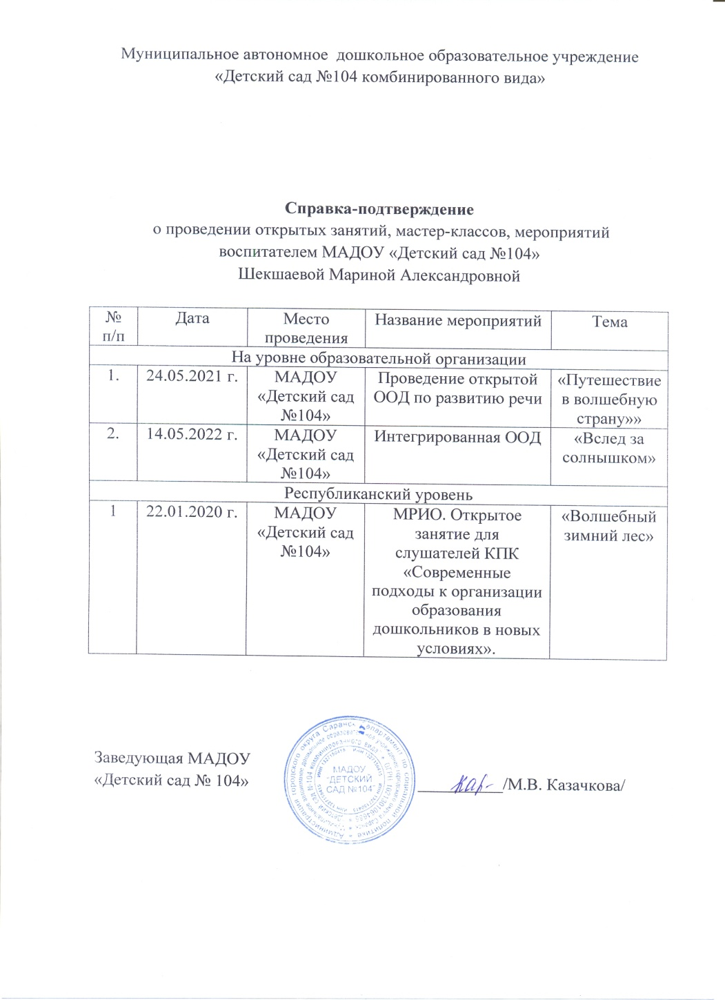 Муниципальное автономное дошкольное образовательное учреждение
«Детский сад №104 комбинированного вида»
Справка-подтверждение
о проведении открытых занятий, мастер-классов, мероприятий
воспитателем МАДОУ «Детский сад №104»
Шекшаевой Мариной Александровной
№ п/п Дата Место проведения Название мероприятий Тема
На уровне образовательной организации
1. 24.05.2021 г. МАДОУ «Детский сад №104» Проведение открытой ООД по развитию речи «Путешествие в волшебную страну»»
2. 14.05.2022 г. МАДОУ «Детский сад №104» Интегрированная ООД «Вслед за солнышком»
Республиканский уровень
1 22.01.2020 г. МАДОУ «Детский сад №104» МРИО. Открытое занятие для слушателей КПК «Современные подходы к организации образования дошкольников в новых условиях». «Волшебный зимний лес»
Заведующая МАДОУ
«Детский сад № 104»
/М.В. Казачкова/
МАДОУ
"ДЕТСКИЙ
САД №104"